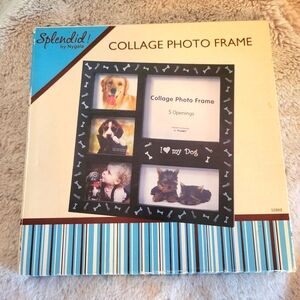 Splendid!
by Nygala
COLLAGE PHOTO FRAME
Collage Photo Frame
5 Openings
I ♥ my Dog